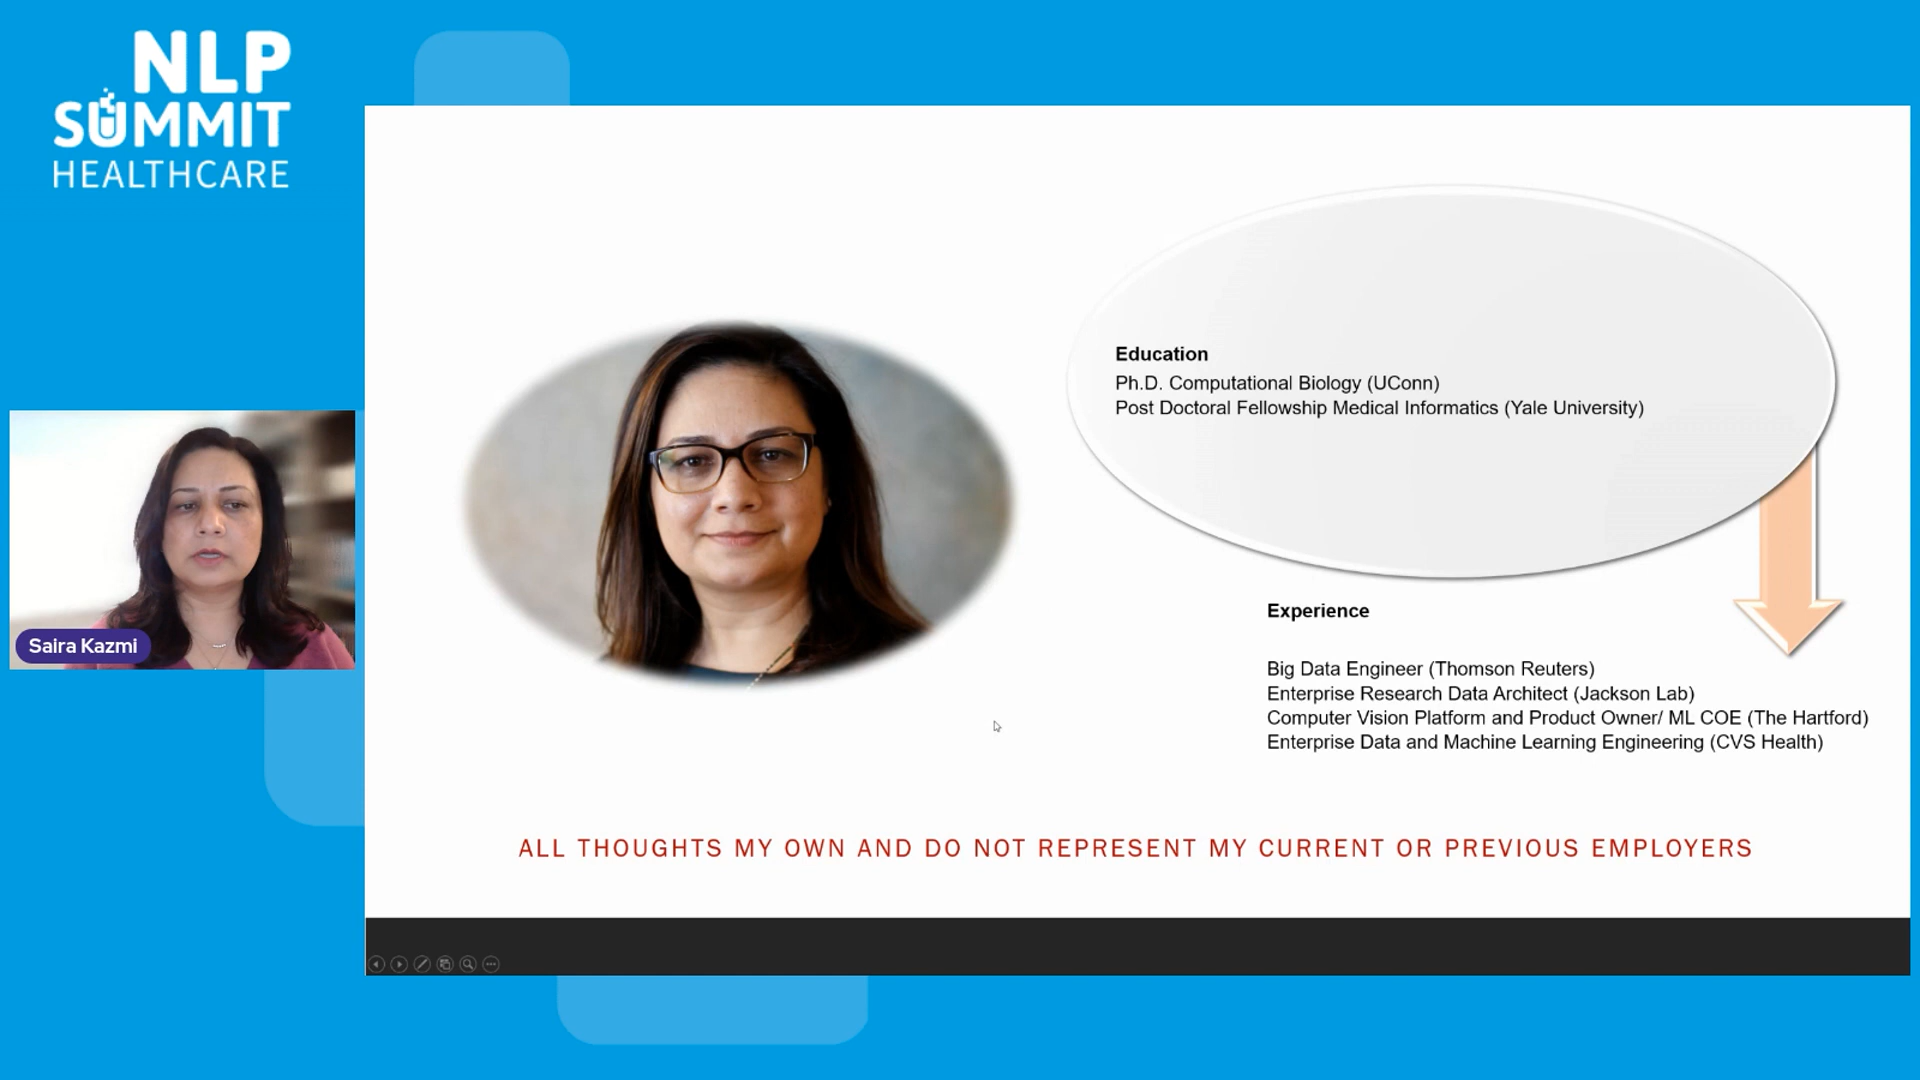 NLP
SUMMIT
HEALTHCARE
Saira Kazmi
Education
Ph.D. Computational Biology (UConn)
Post Doctoral Fellowship Medical Informatics (Yale University)
Experience
Big Data Engineer (Thomson Reuters)
Enterprise Research Data Architect (Jackson Lab)
Computer Vision Platform and Product Owner/ ML COE (The Hartford)
Enterprise Data and Machine Learning Engineering (CVS Health)
ALL THOUGHTS MY OWN AND DO NOT REPRESENT MY CURRENT OR PREVIOUS EMPLOYERS